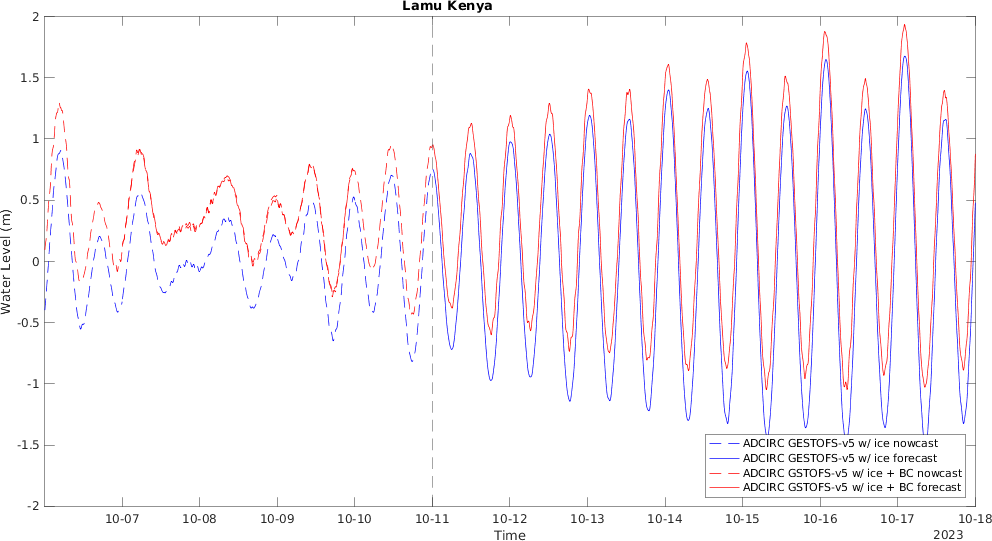 Lamu Kenya
Water Level (m)
2
1.5
1
0.5
0
-0.5
-1
-1.5
-2
ADCIRC GESTOFS-v5 w/ ice nowcast
ADCIRC GESTOFS-v5 w/ ice forecast
ADCIRC GSTOFS-v5 w/ ice + BC nowcast
ADCIRC GSTOFS-v5 w/ ice + BC forecast
10-07 10-08 10-09 10-10 10-11 10-12 10-13 10-14 10-15 10-16 10-17 10-18
Time
2023